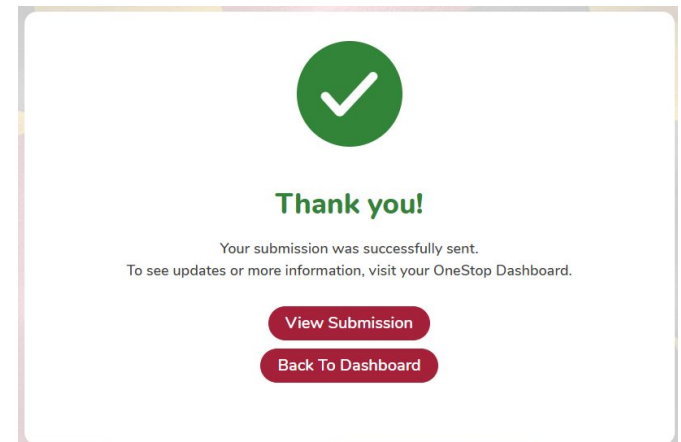 Thank you!
Your submission was successfully sent.
To see updates or more information, visit your OneStop Dashboard.
View Submission
Back To Dashboard